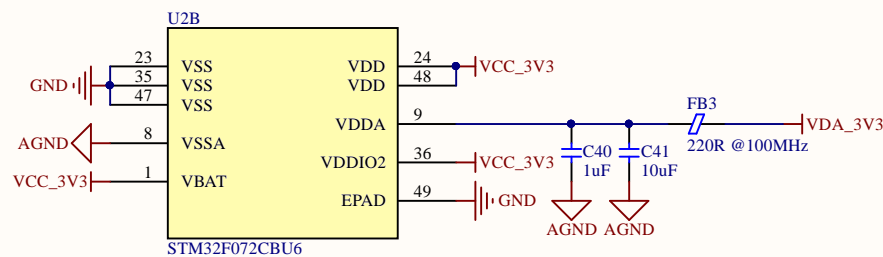 U2B
23 VSS VDD 24 VCC_3V3
GND 35 VSS VDD 48
47 VSS
VDDA 9 FB3 VDA_3V3
220R @100MHz
AGND 8 VSSA
C40 C41
1uF 10uF
VDDIO2 36 VCC_3V3
VCC_3V3 1 VBAT
EPAD 49 GND
AGND AGND
STM32F072CBU6